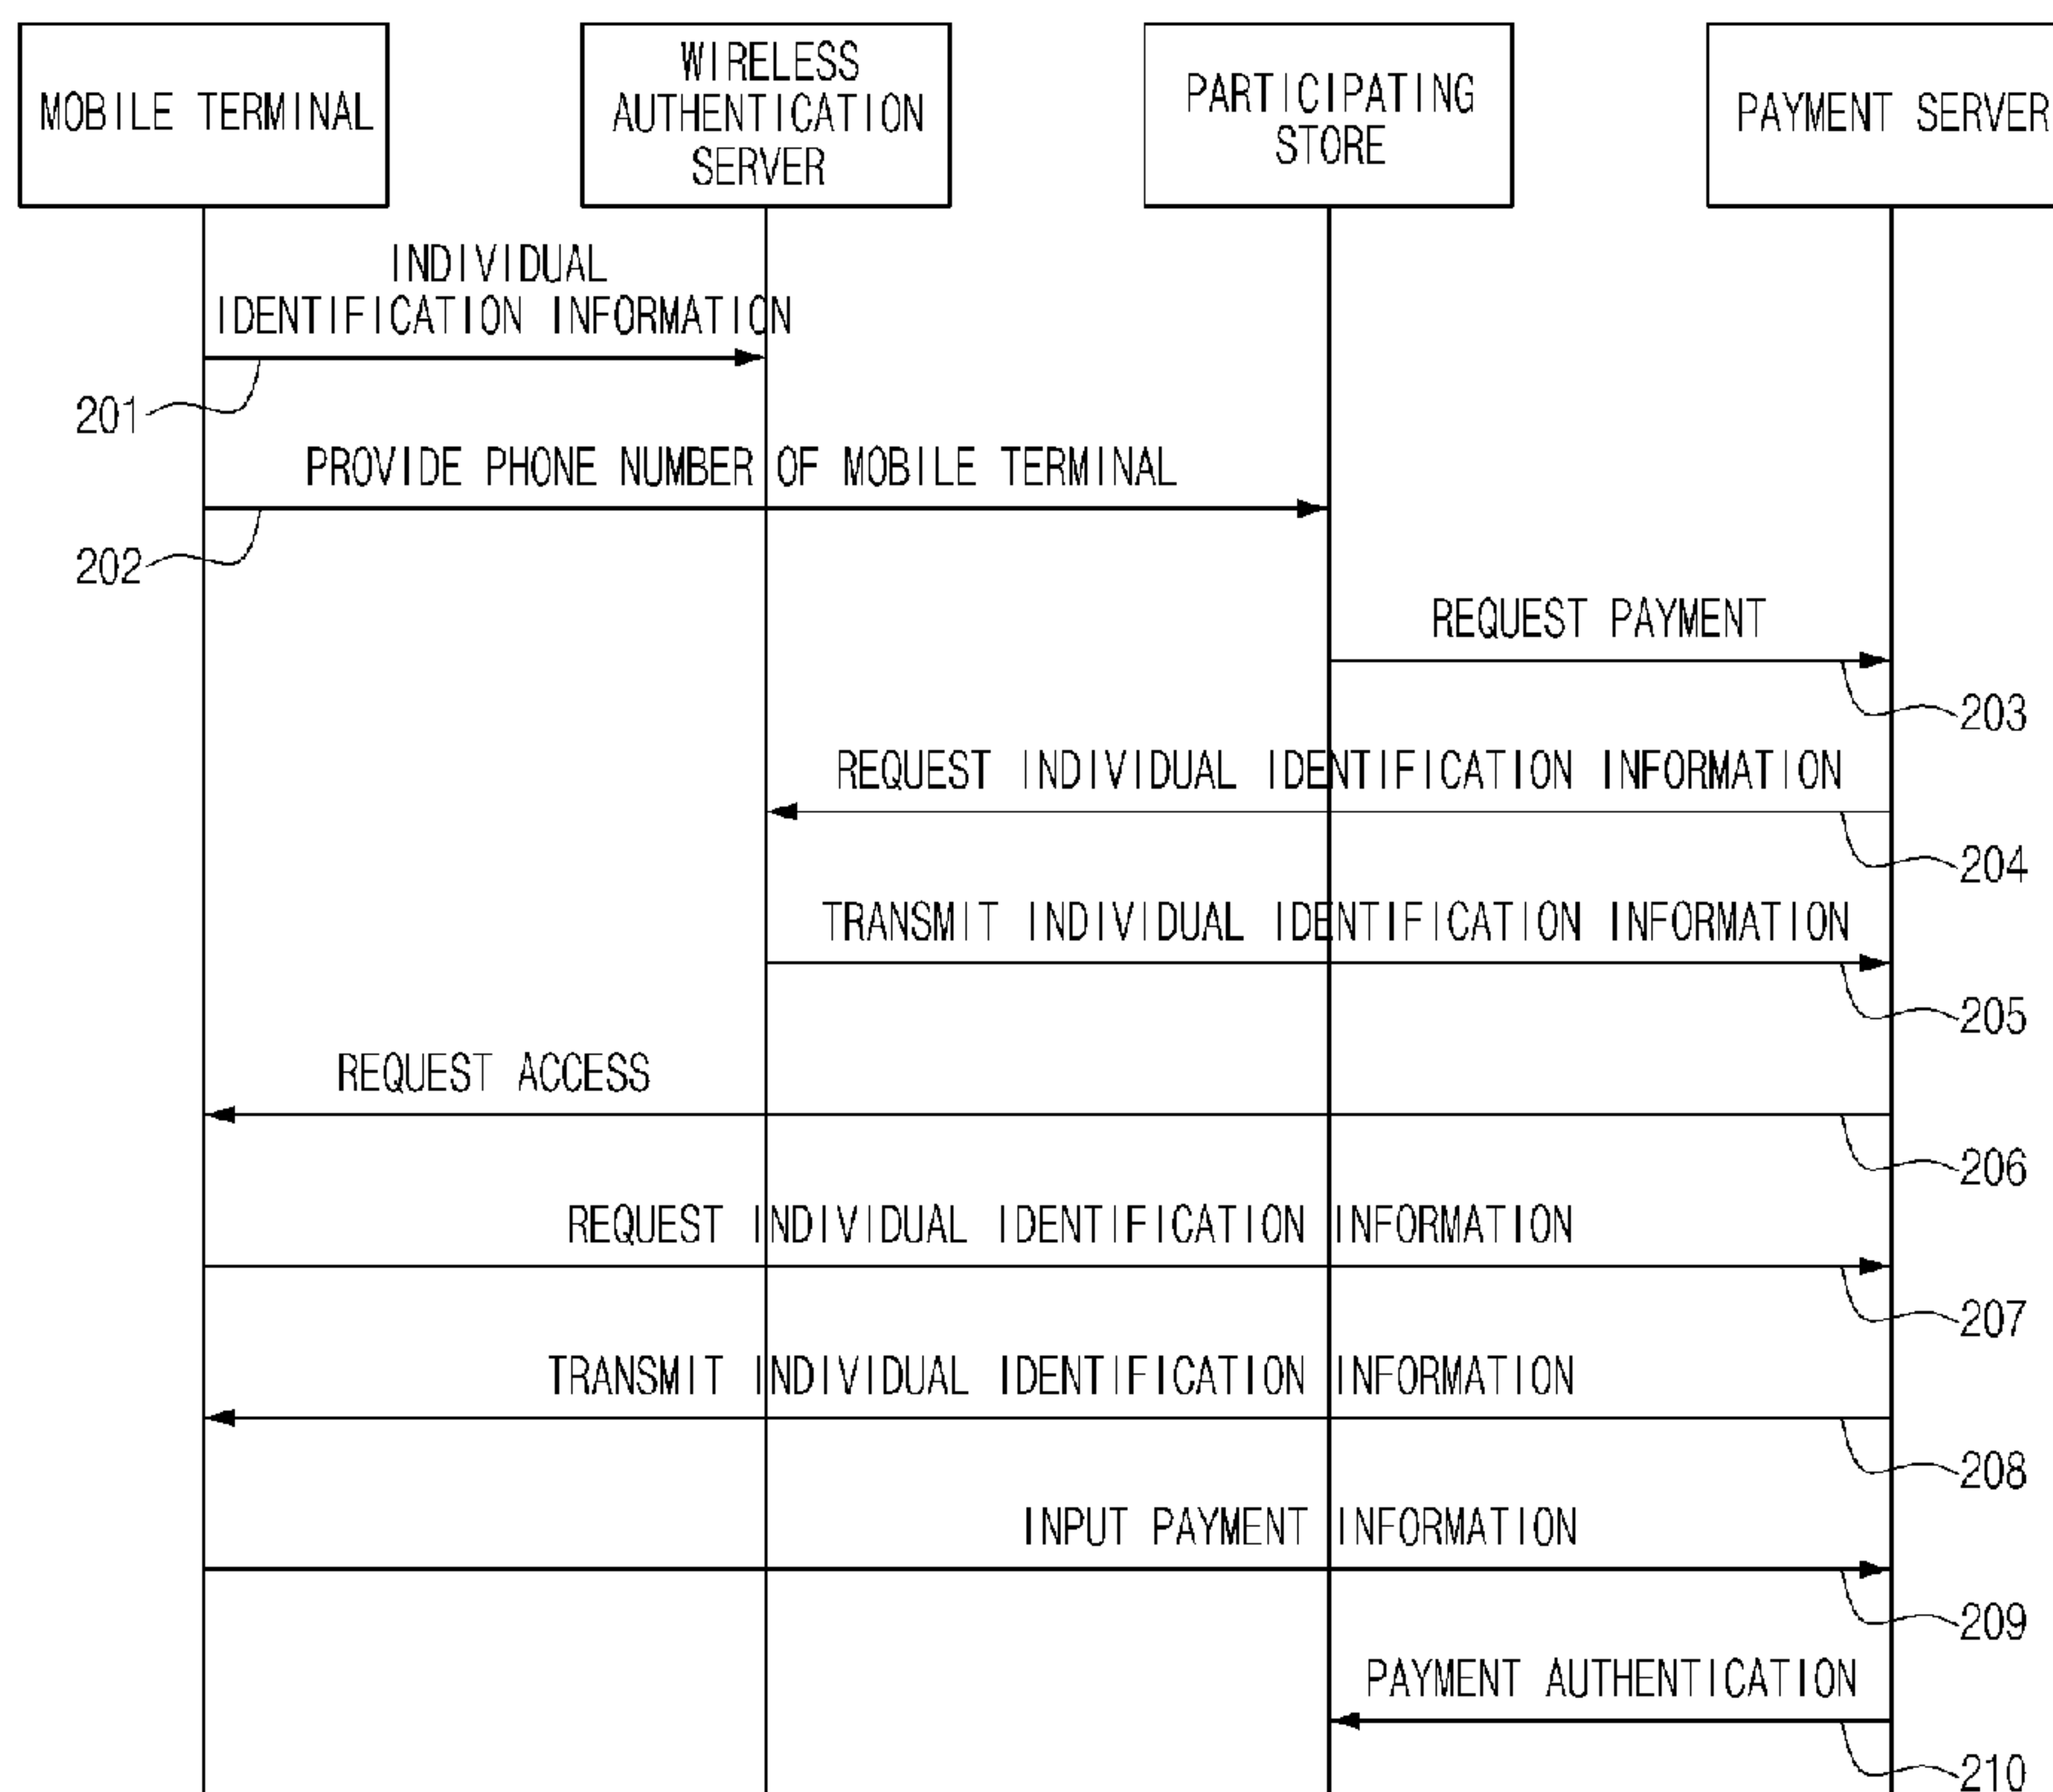 MOBILE TERMINAL
WIRELESS
AUTHENTICATION
SERVER
PARTICIPATING
STORE
PAYMENT SERVER
INDIVIDUAL
IDENTIFICATION INFORMATION
201
PROVIDE PHONE NUMBER OF MOBILE TERMINAL
202
REQUEST PAYMENT
203
REQUEST INDIVIDUAL IDENTIFICATION INFORMATION
204
TRANSMIT INDIVIDUAL IDENTIFICATION INFORMATION
205
REQUEST ACCESS
206
REQUEST INDIVIDUAL IDENTIFICATION INFORMATION
207
TRANSMIT INDIVIDUAL IDENTIFICATION INFORMATION
208
INPUT PAYMENT INFORMATION
209
PAYMENT AUTHENTICATION
210